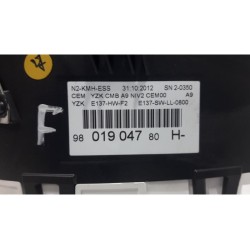 N2-KMH-ESS 31.10.2012 SN 2-0350
CEM YZK CMB A9 NIV2 CEM00 A9
YZK E137-HW-F2 E137-SW-LL-0800
98 019 047 80 H-
F